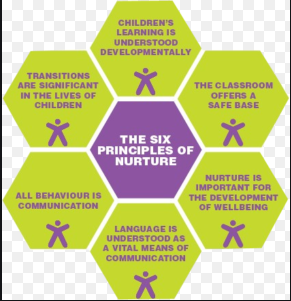 CHILDREN'S
LEARNING IS
UNDERSTOOD
DEVELOPMENTALLY
TRANSITIONS
ARE SIGNIFICANT
IN THE LIVES OF
CHILDREN
THE CLASSROOM
OFFERS A
SAFE BASE
THE SIX
PRINCIPLES OF
NURTURE
ALL BEHAVIOUR IS
COMMUNICATION
NURTURE IS
IMPORTANT FOR
THE DEVELOPMENT
OF WELLBEING
LANGUAGE IS
UNDERSTOOD AS
A VITAL MEANS OF
COMMUNICATION